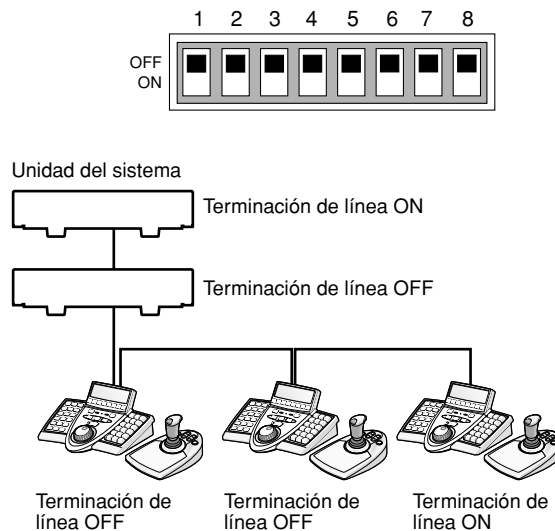 1 2 3 4 5 6 7 8
OFF
ON
Unidad del sistema
Terminación de línea ON
Terminación de línea OFF
Terminación de
línea OFF
Terminación de
línea OFF
Terminación de
línea ON